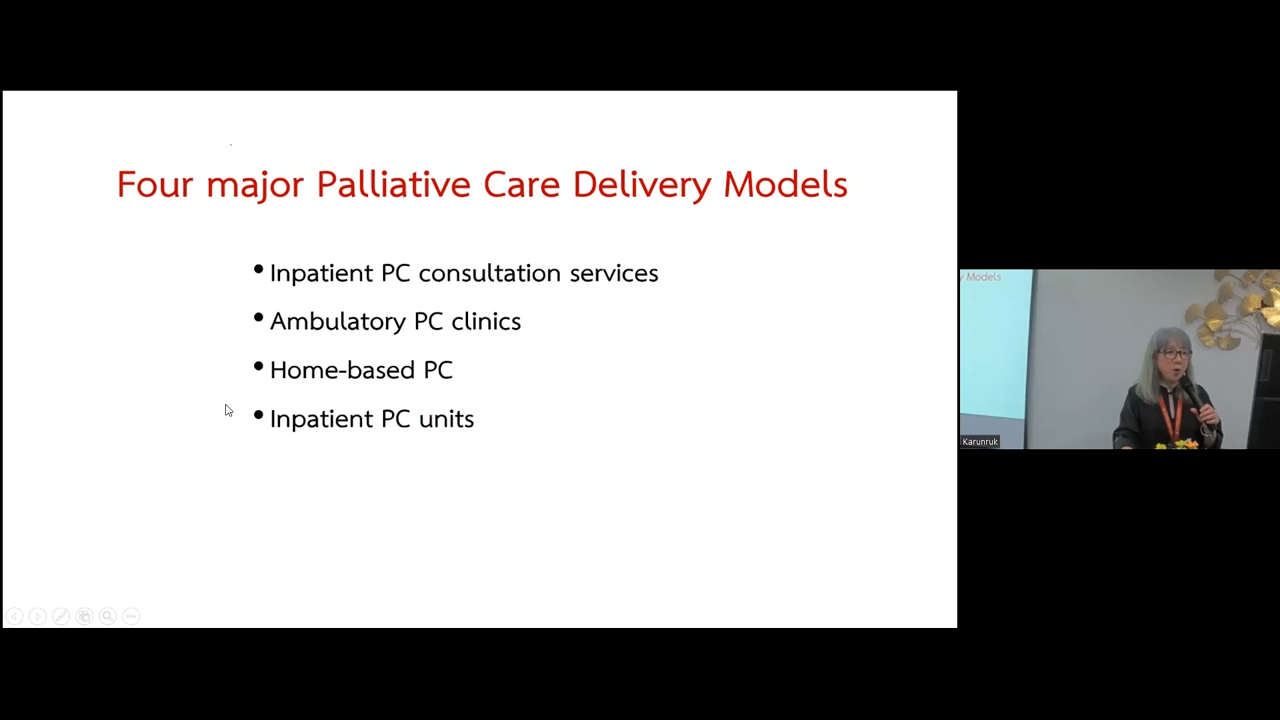 Four major Palliative Care Delivery Models
• Inpatient PC consultation services
• Ambulatory PC clinics
• Home-based PC
• Inpatient PC units
y Models
Karunruk